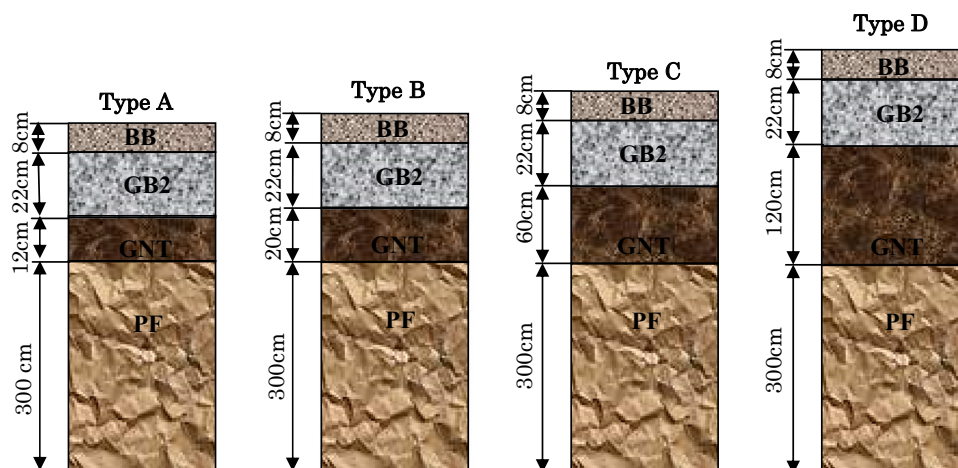 Type A
8cm
BB
22cm
GB2
12cm
GNT
300 cm
PF
Type B
8cm
BB
22cm
GB2
20cm
GNT
300cm
PF
Type C
8cm
BB
22cm
GB2
60cm
GNT
300cm
PF
Type D
8cm
BB
22cm
GB2
120cm
GNT
300cm
PF